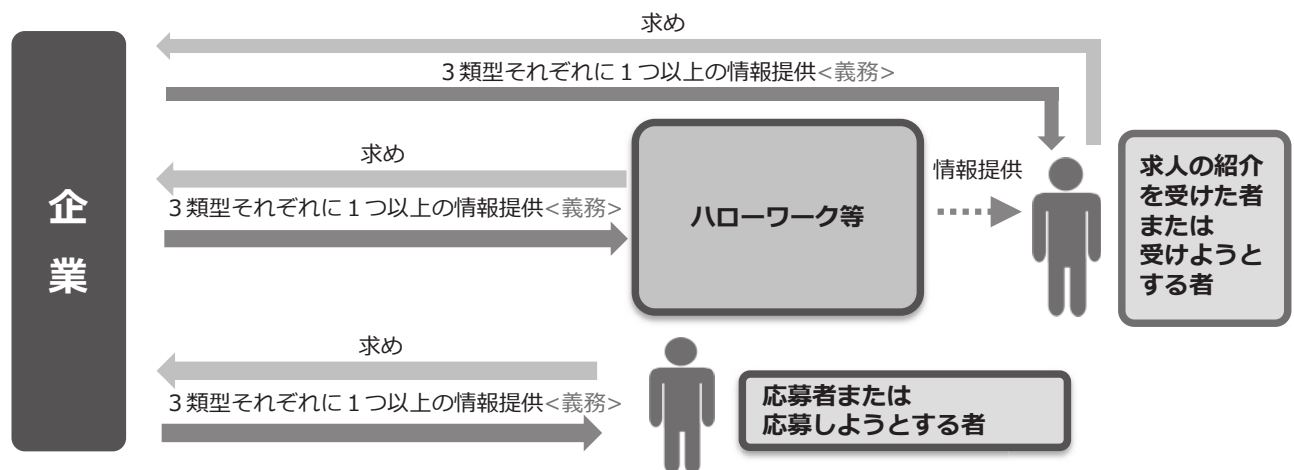 求め
３類型それぞれに１つ以上の情報提供<義務>
企業
求め
３類型それぞれに１つ以上の情報提供<義務>
ハローワーク等
情報提供
求人の紹介
を受けた者
または
受けようと
する者
求め
３類型それぞれに１つ以上の情報提供<義務>
応募者または
応募しようとする者